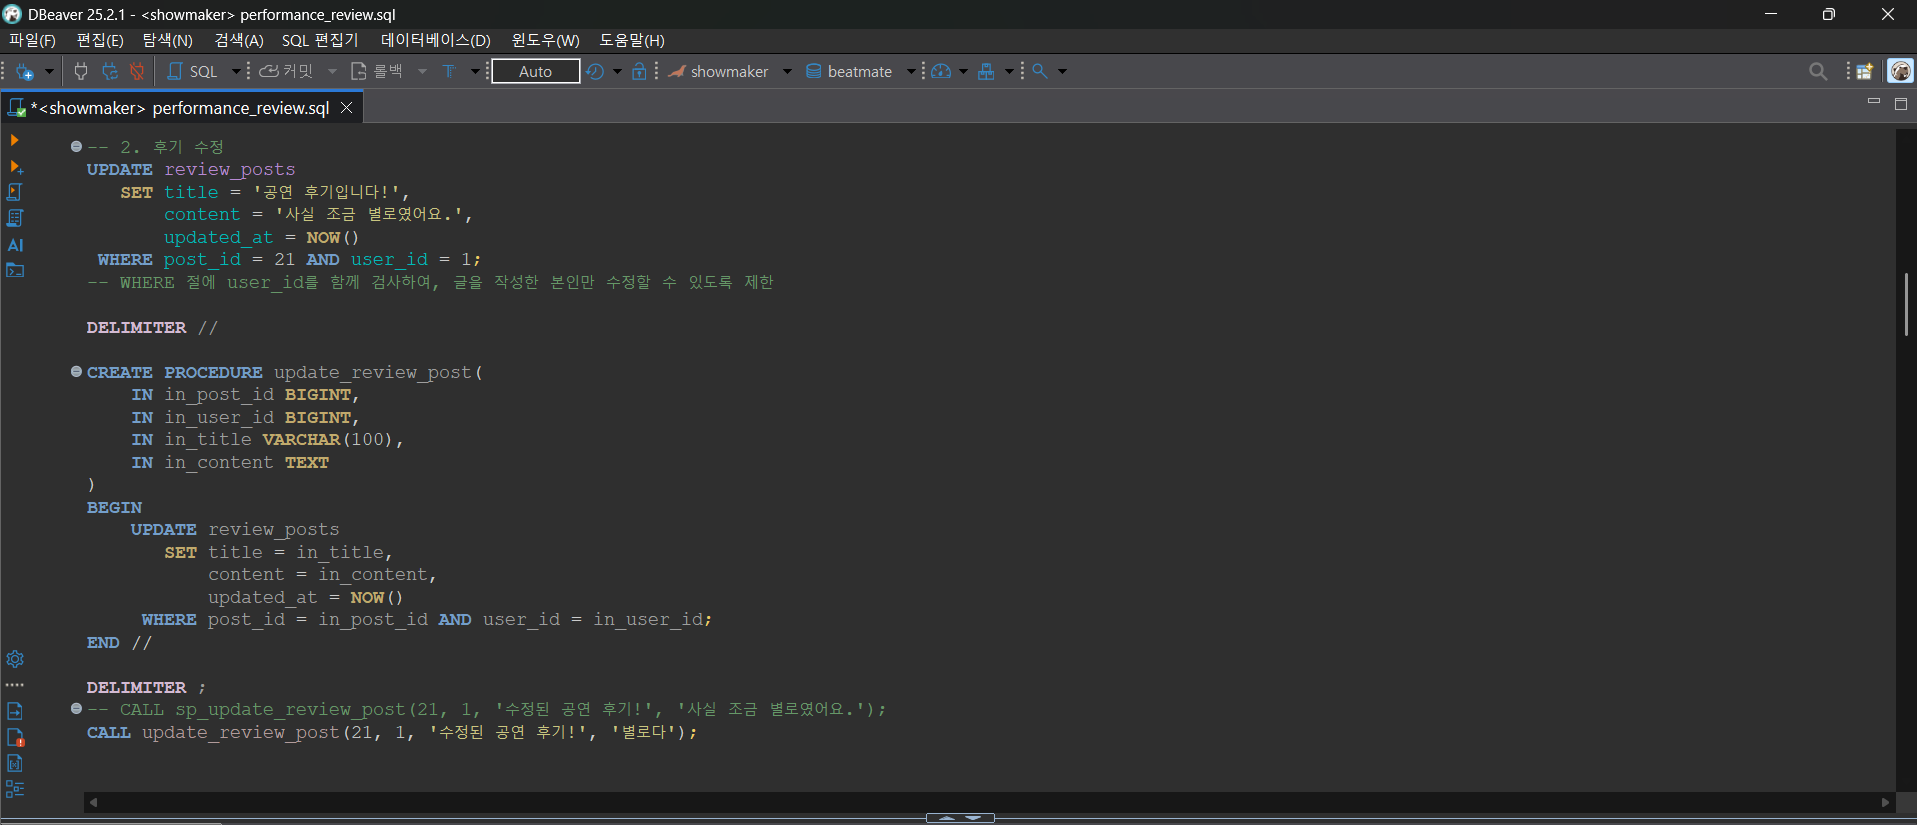 DBeaver 25.2.1 - <showmaker> performance_review.sql
파일(F) 편집(E) 탐색(N) 검색(A) SQL 편집기 데이터베이스(D) 윈도우(W) 도움말(H)
SQL 커밋 롤백 Auto showmaker beatmate
*<showmaker> performance_review.sql
-- 2. 후기 수정
UPDATE review_posts
SET title = '공연 후기입니다!',
content = '사실 조금 별로였어요.',
updated_at = NOW()
WHERE post_id = 21 AND user_id = 1;
-- WHERE 절에 user_id를 함께 검사하여, 글을 작성한 본인만 수정할 수 있도록 제한
DELIMITER //
CREATE PROCEDURE update_review_post(
IN in_post_id BIGINT,
IN in_user_id BIGINT,
IN in_title VARCHAR(100),
IN in_content TEXT
)
BEGIN
UPDATE review_posts
SET title = in_title,
content = in_content,
updated_at = NOW()
WHERE post_id = in_post_id AND user_id = in_user_id;
END //
DELIMITER ;
-- CALL sp_update_review_post(21, 1, '수정된 공연 후기!', '사실 조금 별로였어요.');
CALL update_review_post(21, 1, '수정된 공연 후기!', '별로다');
AI